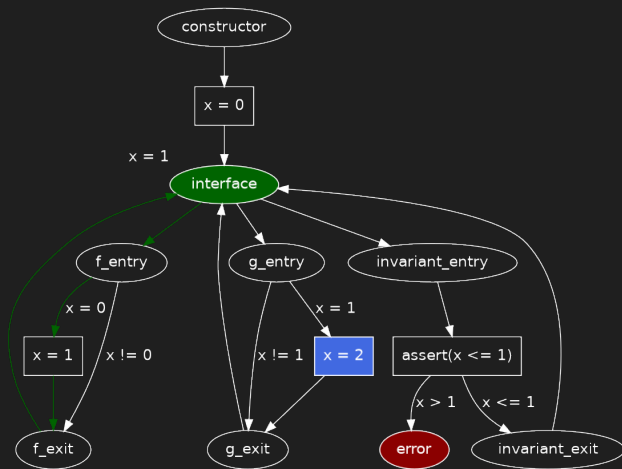 constructor
x = 0
x = 1
interface
f_entry
g_entry
invariant_entry
x = 0
x = 1
x = 1
x != 0
x != 1
x = 2
assert(x <= 1)
x > 1
x <= 1
f_exit
g_exit
error
invariant_exit